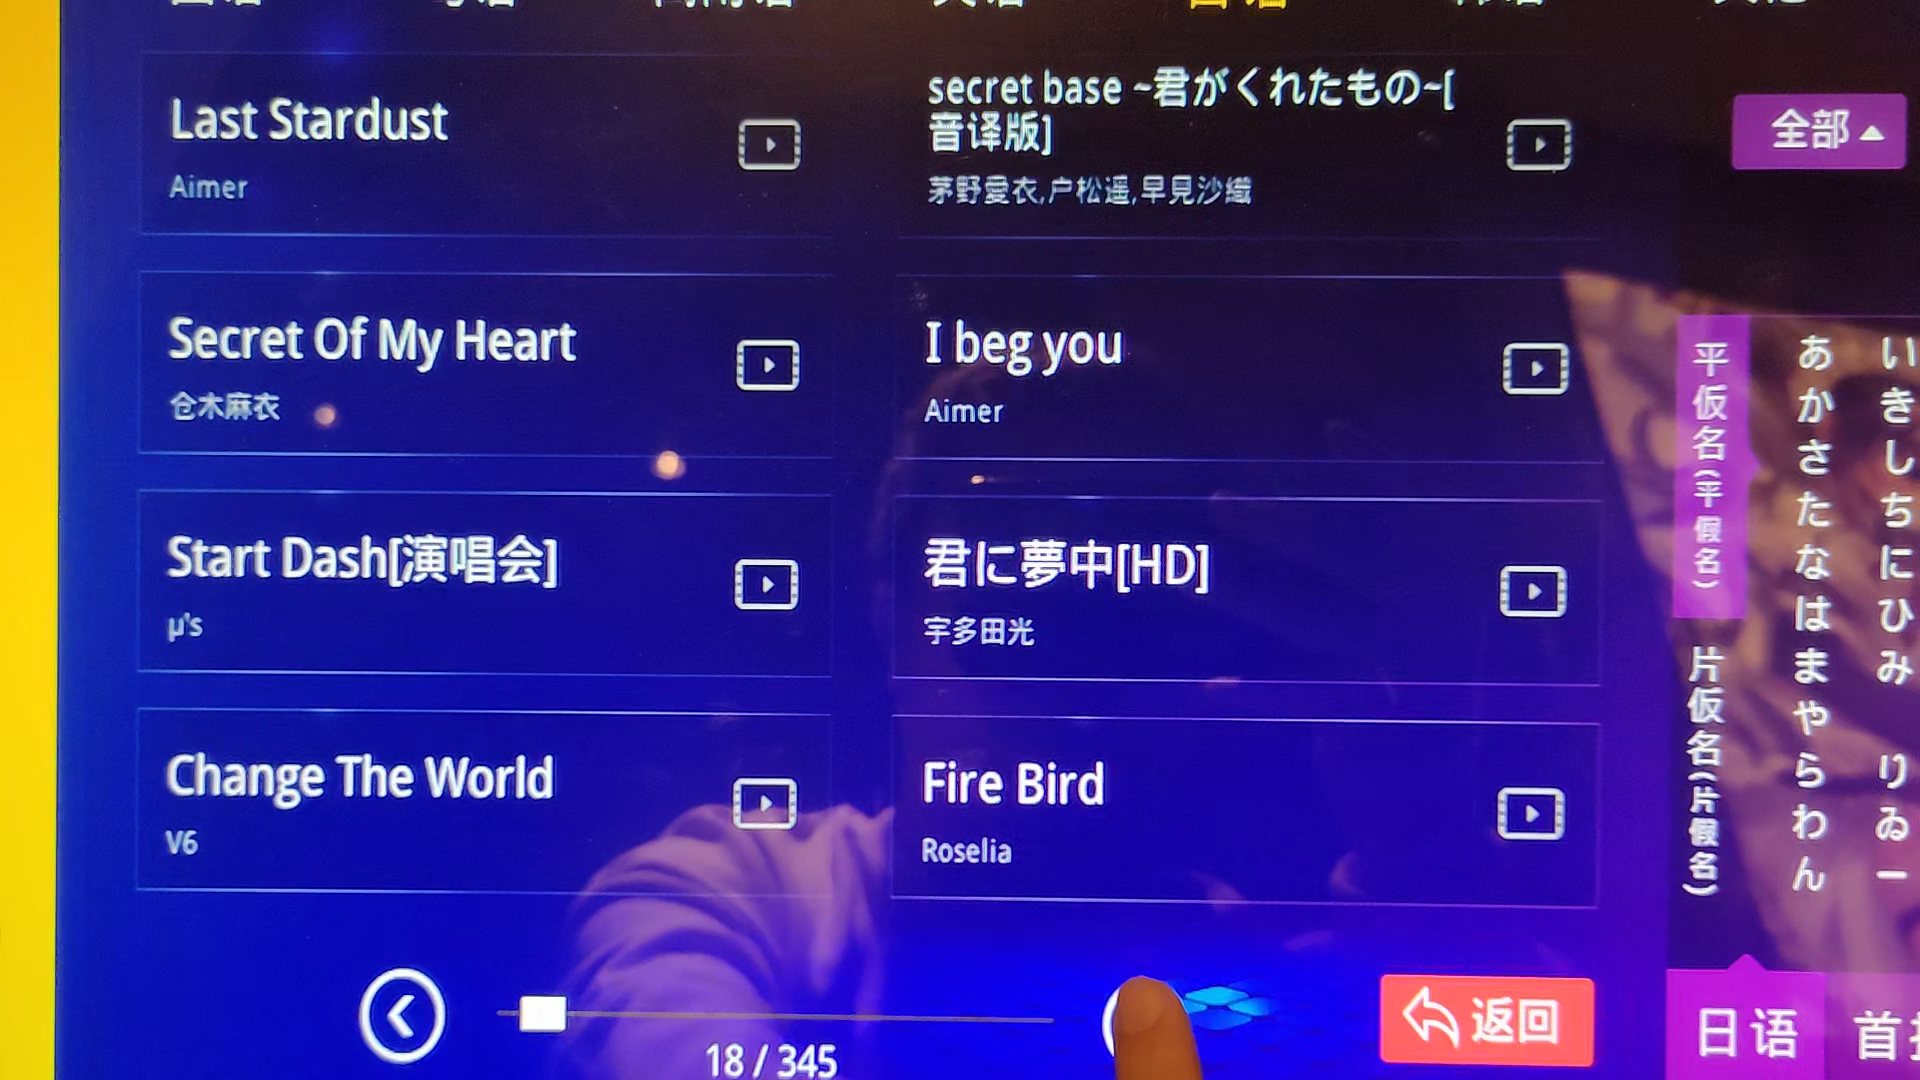 Last Stardust
Aimer
secret base ~君がくれたもの~[
音译版]
茅野愛衣,户松遥,早見沙織
全部
Secret Of My Heart
仓木麻衣
I beg you
Aimer
Start Dash[演唱会]
μ's
君に夢中[HD]
宇多田光
Change The World
V6
Fire Bird
Roselia
平仮名(平假名)
片仮名(片假名)
あ い
か き
さ し
た ち
な に
は ひ
ま み
や
ら り
わ ゐ
ん ー
18 / 345
返回
日语
首